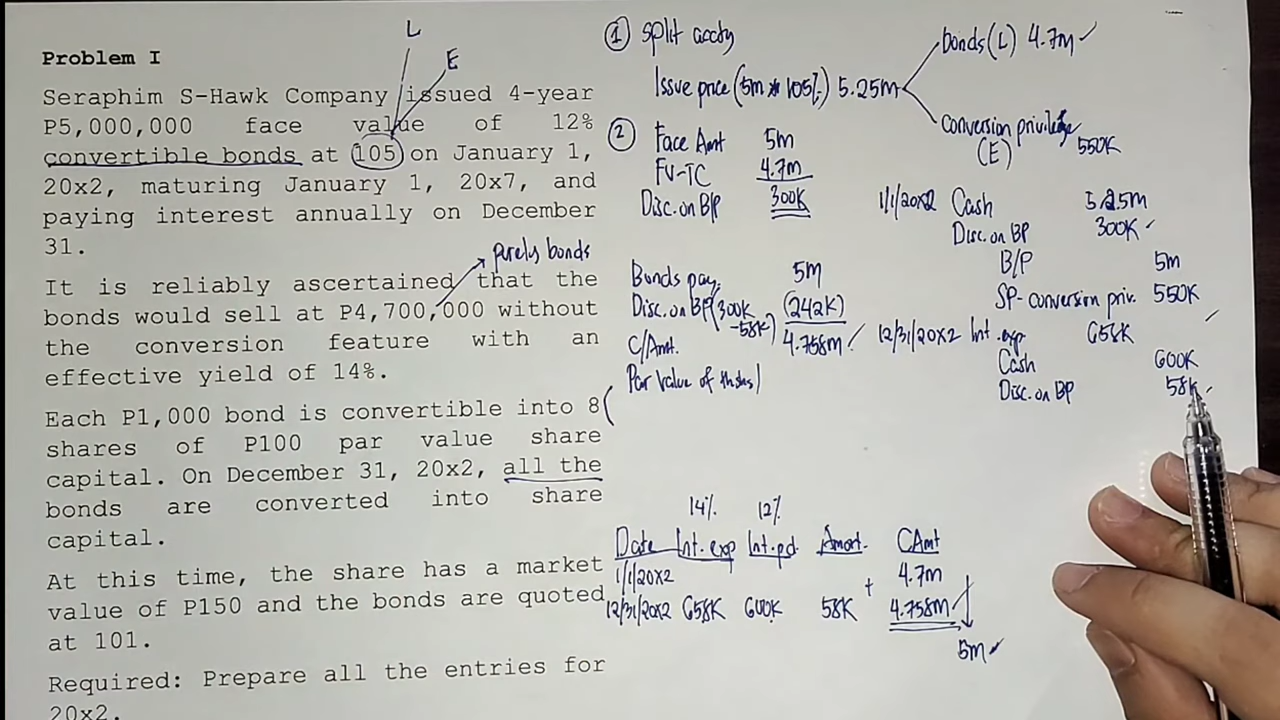 Problem I
L
E
Seraphim S-Hawk Company issued 4-year
P5,000,000 face value of 12%
convertible bonds at 105 on January 1,
20x2, maturing January 1, 20x7, and
paying interest annually on December
31.
purely bonds
It is reliably ascertained that the
bonds would sell at P4,700,000 without
the conversion feature with an
effective yield of 14%.
Each P1,000 bond is convertible into 8
shares of P100 par value share
capital. On December 31, 20x2, all the
bonds are converted into share
capital.
At this time, the share has a market
value of P150 and the bonds are quoted
at 101.
Required: Prepare all the entries for
20x2.
① Split acctg
Issue price (5m * 105%) 5.25m
bonds (L) 4.7m ✓
conversion privilege
(E) 550K
② Face Amt 5m
FV-TC 4.7m
Disc. on B/P 300K
1/1/20x2 Cash 5.25m
Disc. on BP 300K ✓
B/P 5m
SP- conversion priv. 550K
12/31/20x2 Int. exp 658K
Cash 600K
Disc. on BP 58K ✓
Bonds pay. 5m
Disc. on BP (300K -58K) (242K)
C/Amt. 4.758m ✓
Par value of
14% 12%
Date Int. exp Int. pd Amort. CAmt
1/1/20x2 4.7m
12/31/20x2 658K 600K 58K + 4.758m
5m ✓